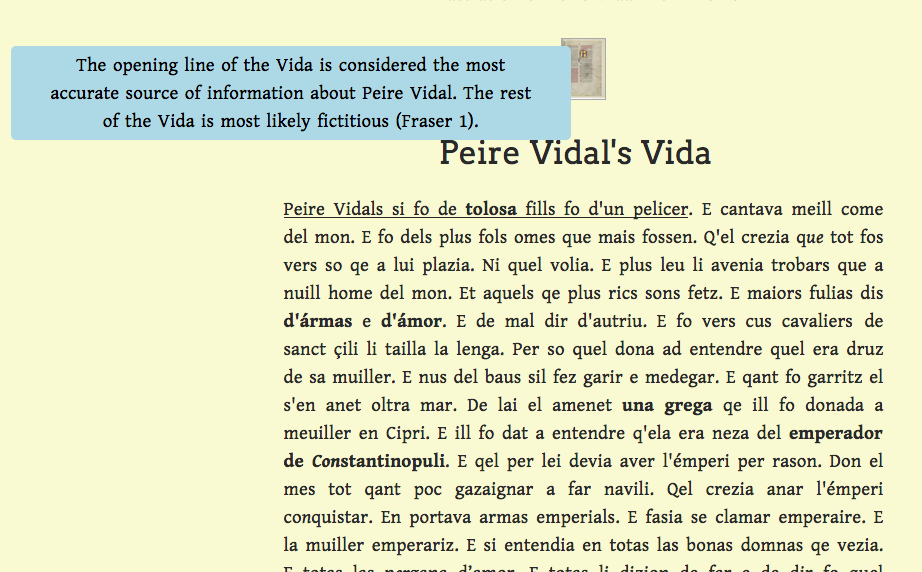 The opening line of the Vida is considered the most
accurate source of information about Peire Vidal. The rest
of the Vida is most likely fictitious (Fraser 1).
Peire Vidal's Vida
Peire Vidals si fo de tolosa fills fo d'un pelicer. E cantava meill come
del mon. E fo dels plus fols omes que mais fossen. Q'el crezia que tot fos
vers so qe a lui plazia. Ni quel volia. E plus leu li avenia trobars que a
nuill home del mon. Et aquels qe plus rics sons fetz. E maiors fulias dis
d'ármas e d'ámor. E de mal dir d'autriu. E fo vers cus cavaliers de
sanct çili li tailla la lenga. Per so quel dona ad entendre quel era druz
de sa muiller. E nus del baus sil fez garir e medegar. E qant fo garritz el
s'en anet oltra mar. De lai el amenet una grega qe ill fo donada a
meuiller en Cipri. E ill fo dat a entendre q'ela era neza del emperador
de Constantinopuli. E qel per lei devia aver l'émperi per rason. Don el
mes tot qant poc gazaignar a far navili. Qel crezia anar l'émperi
conquistar. En portava armas emperials. E fasia se clamar emperaire. E
la muiller emperariz. E si entendia en totas las bonas domnas qe vezia.